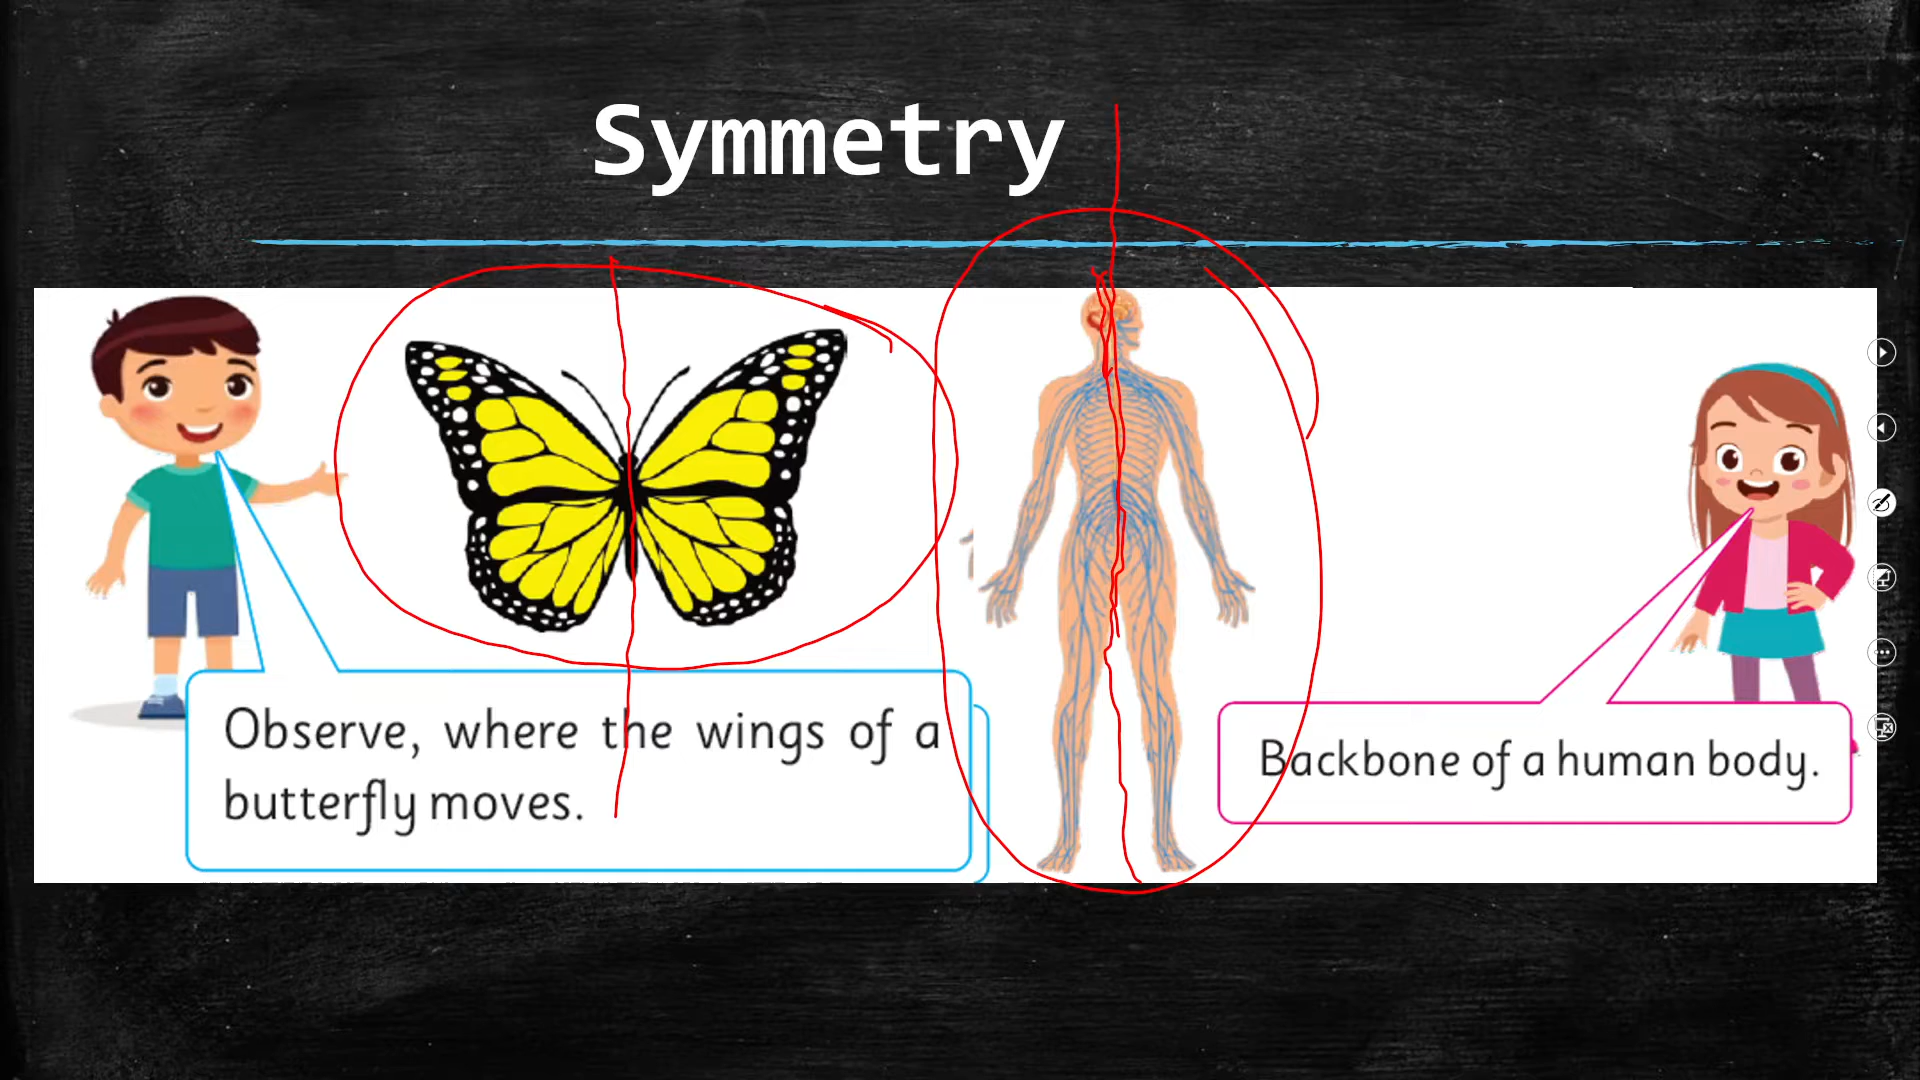 Symmetry
Observe, where the wings of a
butterfly moves.
Backbone of a human body.